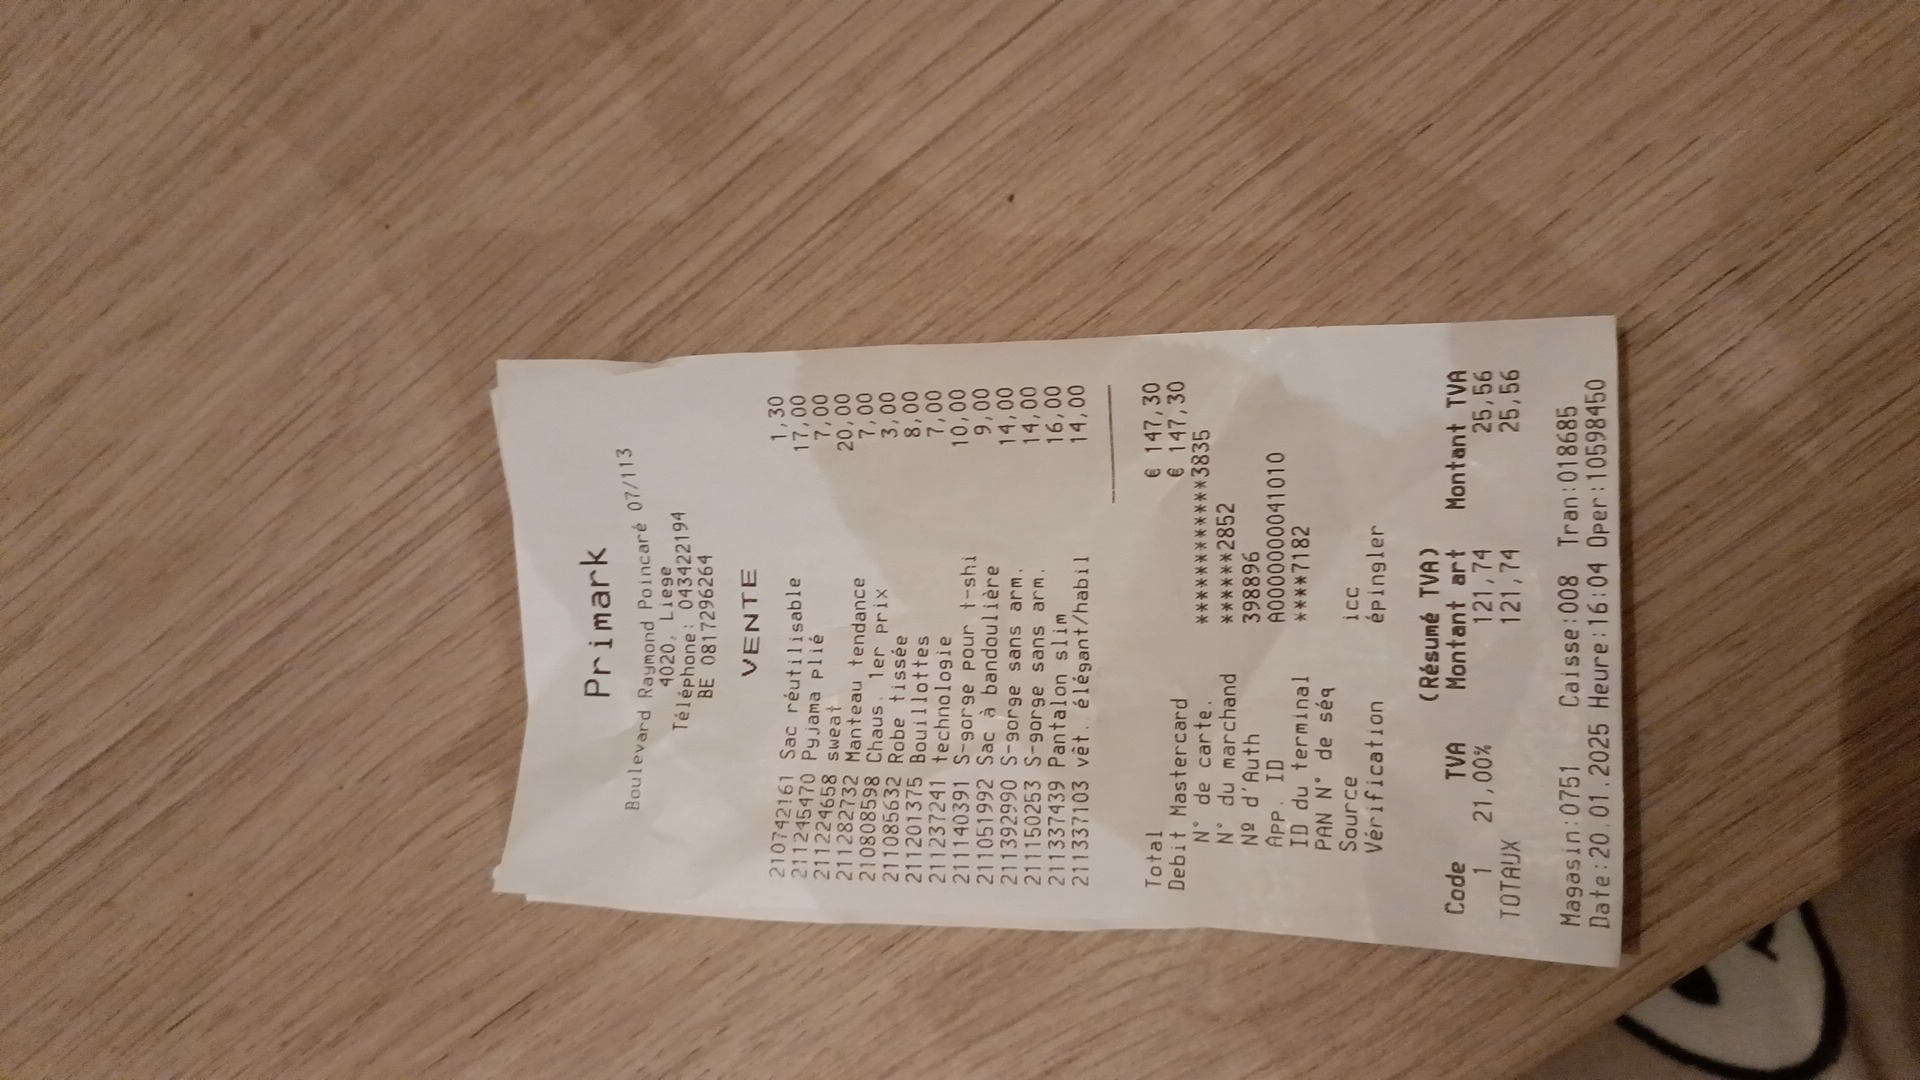 Primark
Boulevard Raymond Poincaré 07/113
4020, Liege
Téléphone: 043422194
BE 0817296264
VENTE
210742161 Sac réutilisable 1,30
211245470 Pyjama plié 17,00
211224658 sweat 7,00
211282732 Manteau tendance 20,00
210808598 Chaus. 1er prix 7,00
211085632 Robe tissée 3,00
211201375 Bouillottes 8,00
211237241 technologie 7,00
211140391 S-gorge pour t-shi 10,00
211051992 Sac à bandoulière 9,00
211392990 S-gorge sans arm. 14,00
211150253 S-gorge sans arm. 14,00
211337439 Pantalon slim 16,00
211337103 vêt. élégant/habil 14,00
Total € 147,30
Debit Mastercard € 147,30
N° de carte. ************3835
N° du marchand ******2852
Nº d'Auth 398896
App. ID A0000000041010
ID du terminal ****7182
PAN N° de séq
Source icc
Vérification épingler
(Résumé TVA)
Code TVA Montant art Montant TVA
1 21,00% 121,74 25,56
TOTAUX 121,74 25,56
Magasin:0751 Caisse:008 Tran:018685
Date:20.01.2025 Heure:16:04 Oper:10598450